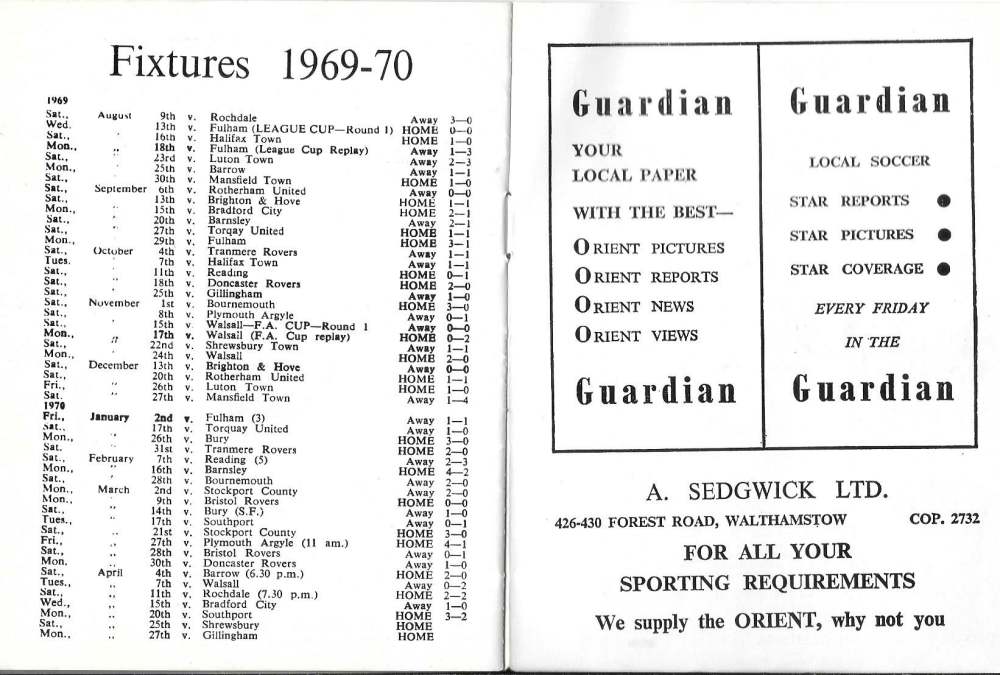 Fixtures 1969-70
1969
Sat., August 9th v. Rochdale Away 3—0
Wed. " 13th v. Fulham (LEAGUE CUP—Round 1) HOME 0—0
Sat., " 16th v. Halifax Town HOME 1—0
Mon., " 18th v. Fulham (League Cup Replay) Away 1—3
Sat., " 23rd v. Luton Town Away 2—3
Mon., " 25th v. Barrow Away 1—1
Sat., " 30th v. Mansfield Town HOME 1—0
Sat., September 6th v. Rotherham United Away 0—0
Sat., " 13th v. Brighton & Hove HOME 1—1
Mon., " 15th v. Bradford City HOME 2—1
Sat., " 20th v. Barnsley Away 2—1
Sat., " 27th v. Torqay United HOME 1—1
Mon., " 29th v. Fulham HOME 3—1
Sat., October 4th v. Tranmere Rovers Away 1—1
Tues. " 7th v. Halifax Town Away 1—1
Sat., " 11th v. Reading HOME 0—1
Sat., " 18th v. Doncaster Rovers HOME 2—0
Sat., " 25th v. Gillingham Away 1—0
Sat., November 1st v. Bournemouth HOME 3—0
Sat., " 8th v. Plymouth Argyle Away 0—1
Sat., " 15th v. Walsall—F.A. CUP—Round 1 Away 0—0
Mon., " 17th v. Walsall (F.A. Cup replay) HOME 0—2
Sat., " 22nd v. Shrewsbury Town Away 1—1
Mon., " 24th v. Walsall HOME 2—0
Sat., December 13th v. Brighton & Hove Away 0—0
Sat., " 20th v. Rotherham United HOME 1—1
Fri., " 26th v. Luton Town HOME 1—0
Sat. " 27th v. Mansfield Town Away 1—4
1970
Fri., January 2nd v. Fulham (3) Away 1—1
Sat., " 17th v. Torquay United Away 1—0
Mon., " 26th v. Bury HOME 3—0
Sat. " 31st v. Tranmere Rovers HOME 2—0
Sat., February 7th v. Reading (5) Away 2—3
Mon., " 16th v. Barnsley HOME 4—2
Sat., " 28th v. Bournemouth Away 2—0
Mon., March 2nd v. Stockport County Away 2—0
Mon., " 9th v. Bristol Rovers HOME 0—0
Sat., " 14th v. Bury (S.F.) Away 1—0
Tues., " 17th v. Southport Away 0—1
Sat., " 21st v. Stockport County HOME 3—0
Fri., " 27th v. Plymouth Argyle (11 am.) HOME 4—1
Sat., " 28th v. Bristol Rovers Away 0—1
Mon. " 30th v. Doncaster Rovers Away 1—0
Sat., April 4th v. Barrow (6.30 p.m.) HOME 2—0
Tues., " 7th v. Walsall Away 0—2
Sat., " 11th v. Rochdale (7.30 p.m.) HOME 2—2
Wed., " 15th v. Bradford City Away 1—0
Mon., " 20th v. Southport HOME 3—2
Sat., " 25th v. Shrewsbury HOME
Mon., " 27th v. Gillingham HOME
Guardian
YOUR
LOCAL PAPER
WITH THE BEST—
ORIENT PICTURES
ORIENT REPORTS
ORIENT NEWS
ORIENT VIEWS
Guardian
Guardian
LOCAL SOCCER
STAR REPORTS ●
STAR PICTURES ●
STAR COVERAGE ●
EVERY FRIDAY
IN THE
Guardian
A. SEDGWICK LTD.
426-430 FOREST ROAD, WALTHAMSTOW COP. 2732
FOR ALL YOUR
SPORTING REQUIREMENTS
We supply the ORIENT, why not you